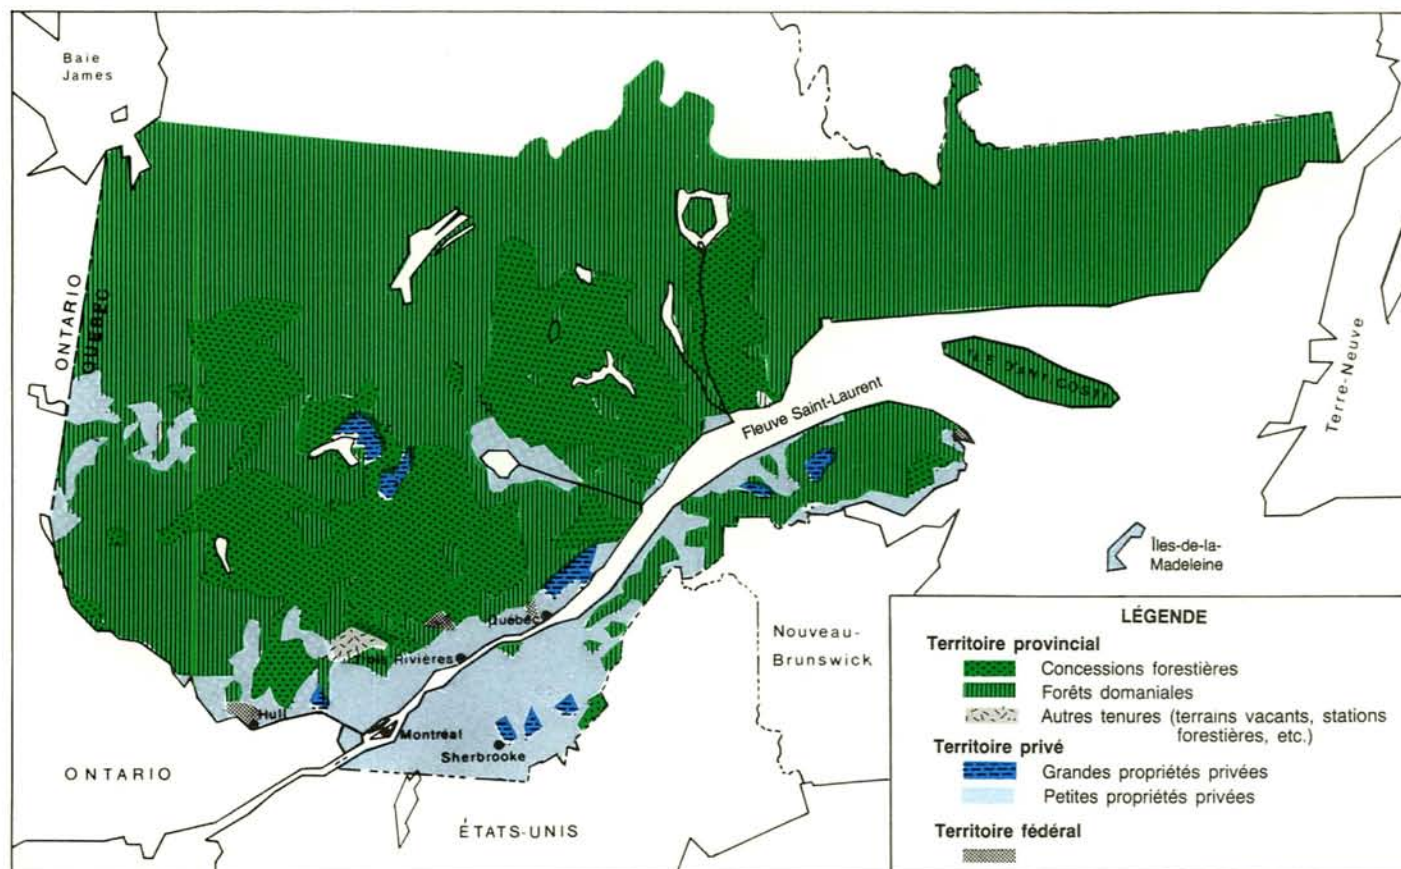 Baie
James
ONTARIO
QUÉBEC
Fleuve Saint-Laurent
ÎLE D'ANTICOSTI
Terre-Neuve
Îles-de-la-
Madeleine
Québec
Trois Rivières
Hull
Montréal
Sherbrooke
Nouveau-
Brunswick
ONTARIO
ÉTATS-UNIS
LÉGENDE
Territoire provincial
Concessions forestières
Forêts domaniales
Autres tenures (terrains vacants, stations
forestières, etc.)
Territoire privé
Grandes propriétés privées
Petites propriétés privées
Territoire fédéral